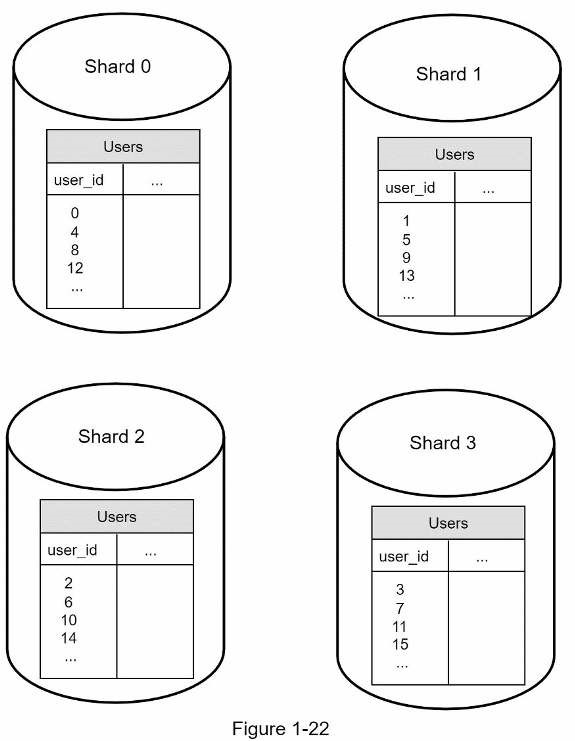 Shard 0
Users
user_id ...
0
4
8
12
...
Shard 1
Users
user_id ...
1
5
9
13
...
Shard 2
Users
user_id ...
2
6
10
14
...
Shard 3
Users
user_id ...
3
7
11
15
...
Figure 1-22